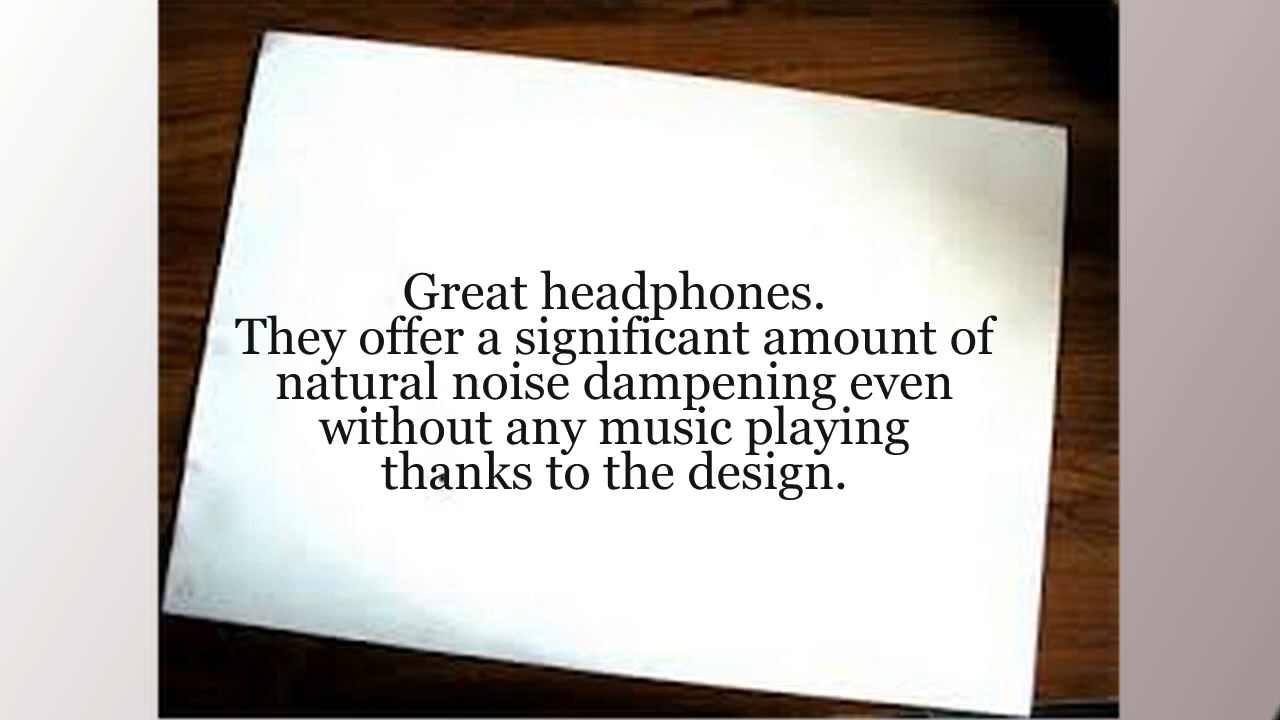 Great headphones.
They offer a significant amount of
natural noise dampening even
without any music playing
thanks to the design.